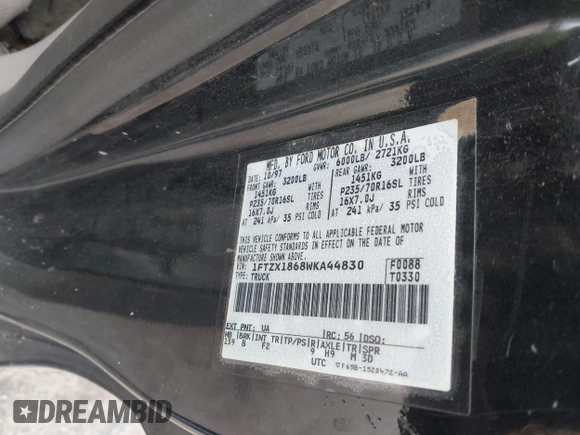 MFD. BY FORD MOTOR CO. IN U.S.A.
DATE: 10/97 GVWR: 6000LB/ 2721KG
FRONT GAWR: 3200LB REAR GAWR: 3200LB
1451KG 1451KG
P235/70R16SL TIRES P235/70R16SL TIRES
16X7.0J RIMS 16X7.0J RIMS
AT 241 kPa/ 35 PSI COLD AT 241 kPa/ 35 PSI COLD
THIS VEHICLE CONFORMS TO ALL APPLICABLE FEDERAL MOTOR
VEHICLE SAFETY STANDARDS IN EFFECT ON THE DATE OF
MANUFACTURE SHOWN ABOVE.
VIN: 1FTZX1868WKA44830 F0088
TYPE: TRUCK T0330
EXT PNT: UA RC: 56 DSO:
WB BRK INT TR TP/PS R AXLE TR SPR
139 B F2 9 H9 M 3D
UTC
DREAMBID